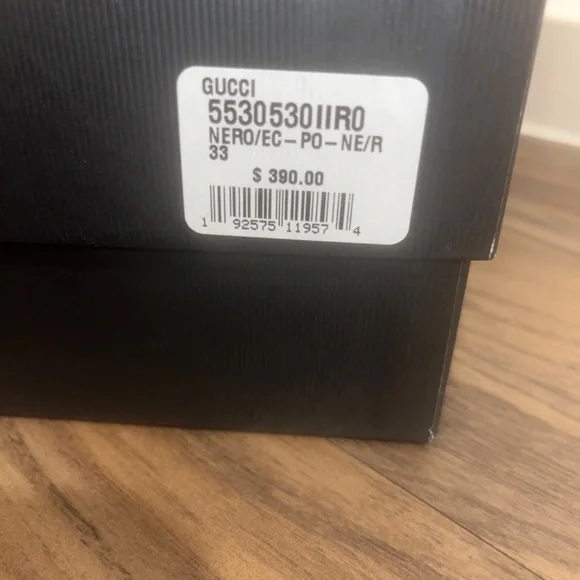 GUCCI
5530530IIR0
NERO/EC-PO-NE/R
33
$ 390.00
1 92575 11957 4